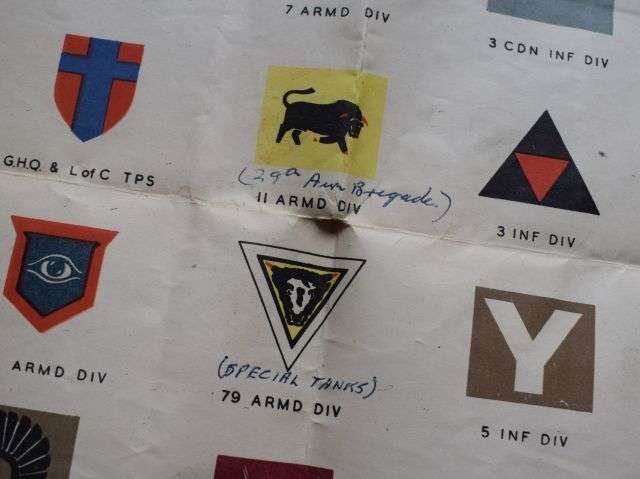 7 ARMD DIV
3 CDN INF DIV
G.H.Q. & L of C TPS
(29th Arm Brigade.)
11 ARMD DIV
3 INF DIV
ARMD DIV
(SPECIAL TANKS)
79 ARMD DIV
Y
5 INF DIV